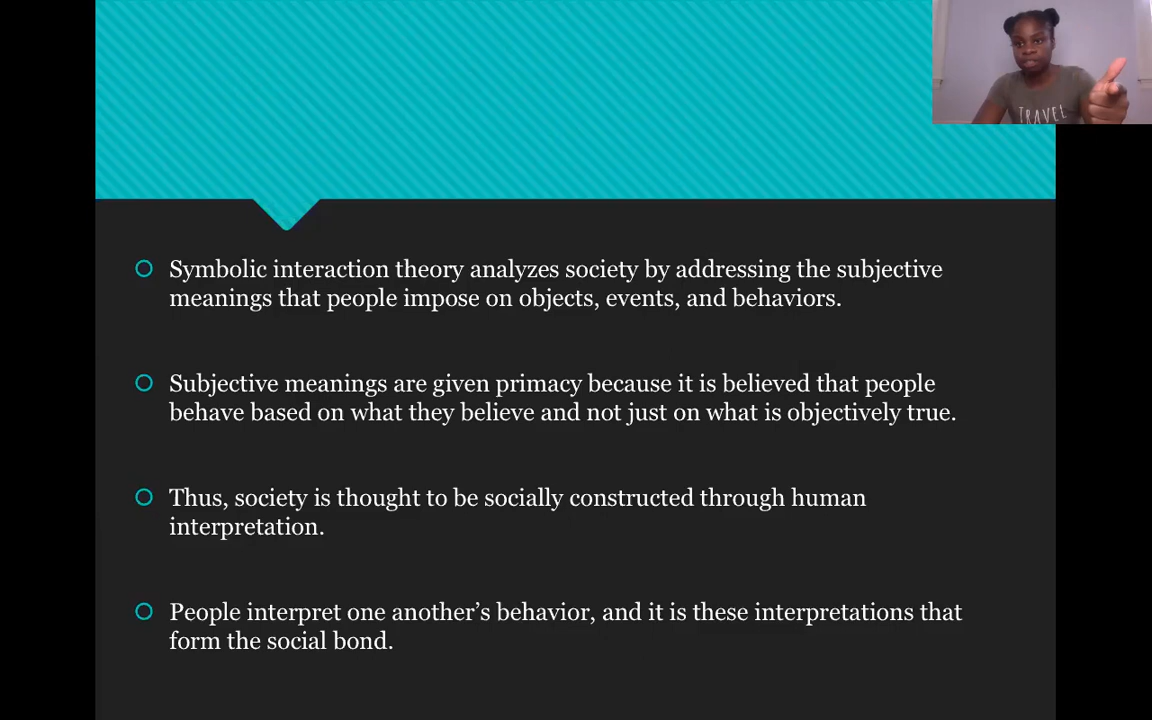 TRAVEL
Symbolic interaction theory analyzes society by addressing the subjective
meanings that people impose on objects, events, and behaviors.
Subjective meanings are given primacy because it is believed that people
behave based on what they believe and not just on what is objectively true.
Thus, society is thought to be socially constructed through human
interpretation.
People interpret one another’s behavior, and it is these interpretations that
form the social bond.